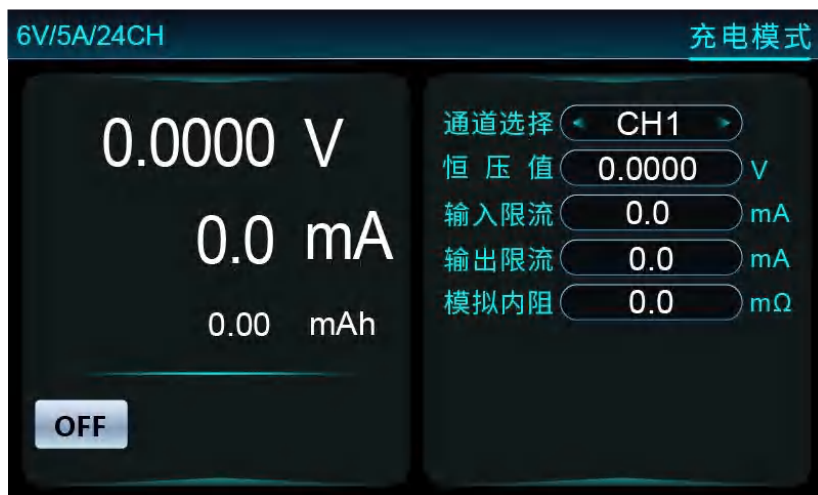 6V/5A/24CH 充电模式
0.0000 V
0.0 mA
0.00 mAh
OFF
通道选择 CH1
恒压值 0.0000 V
输入限流 0.0 mA
输出限流 0.0 mA
模拟内阻 0.0 mΩ